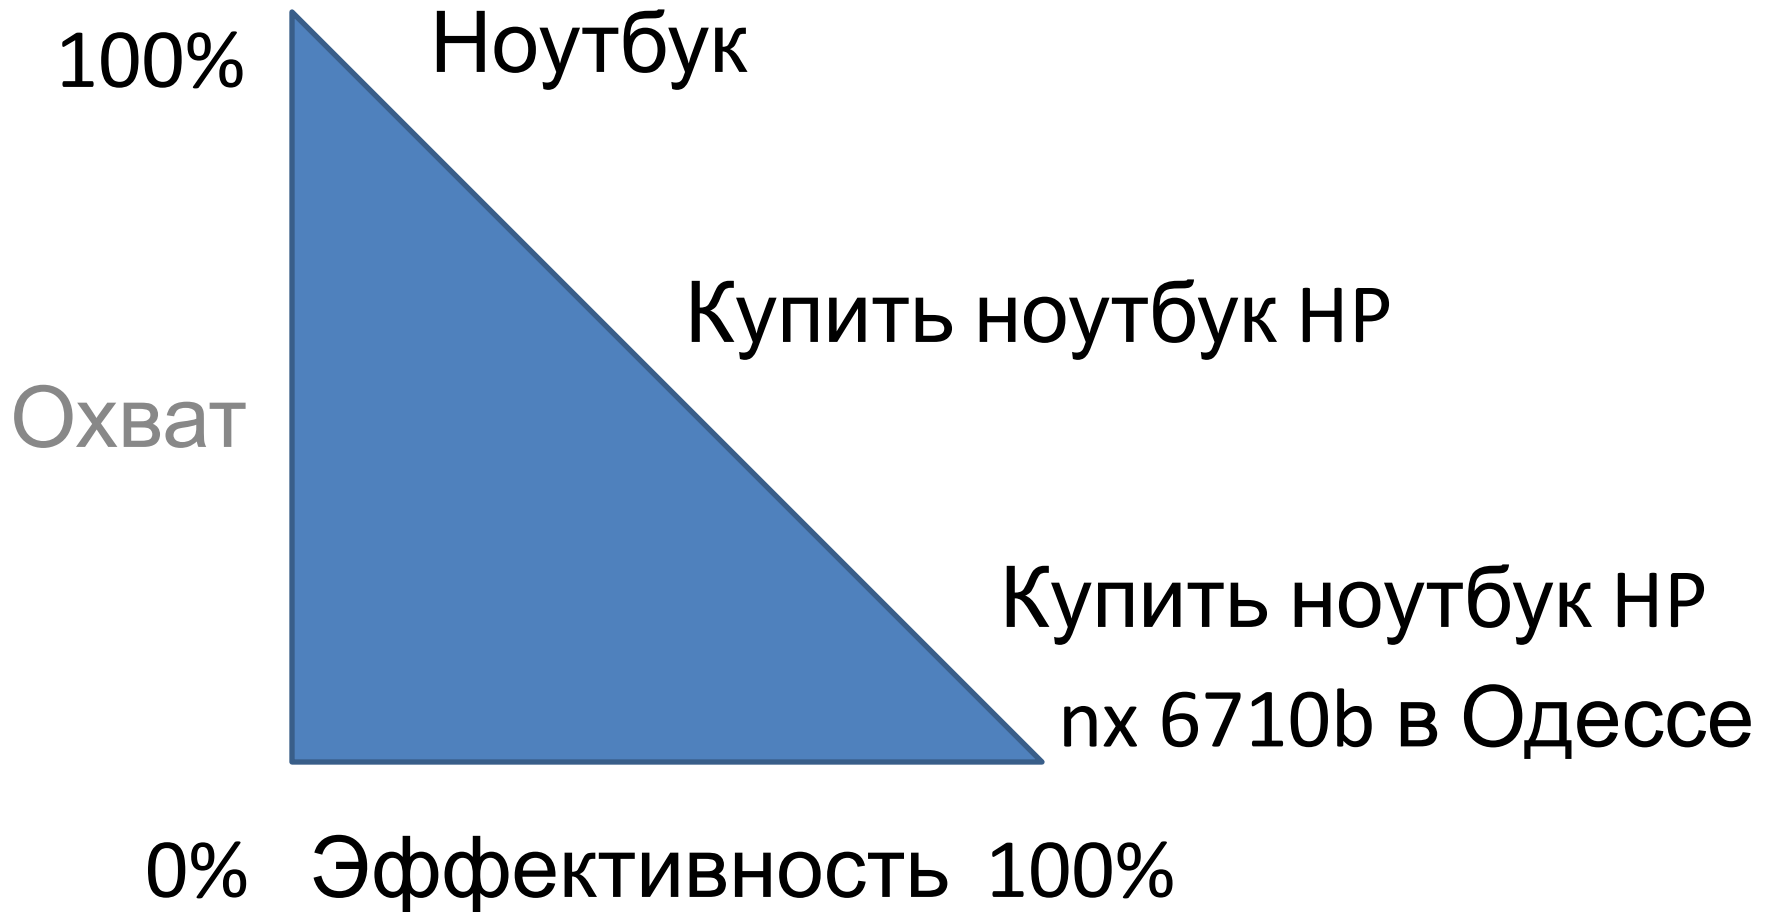 100%
Ноутбук
Купить ноутбук HP
Охват
Купить ноутбук HP
nx 6710b в Одессе
0% Эффективность 100%